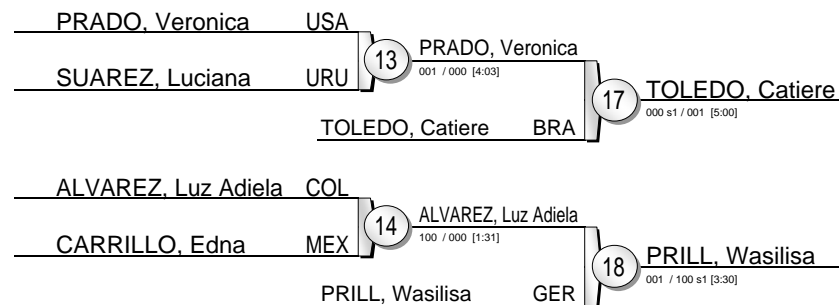 PRADO, Veronica USA
13
PRADO, Veronica
001 / 000 [4:03]
SUAREZ, Luciana URU
17
TOLEDO, Catiere
000 s1 / 001 [5:00]
TOLEDO, Catiere BRA
ALVAREZ, Luz Adiela COL
14
ALVAREZ, Luz Adiela
100 / 000 [1:31]
CARRILLO, Edna MEX
18
PRILL, Wasilisa
001 / 100 s1 [3:30]
PRILL, Wasilisa GER